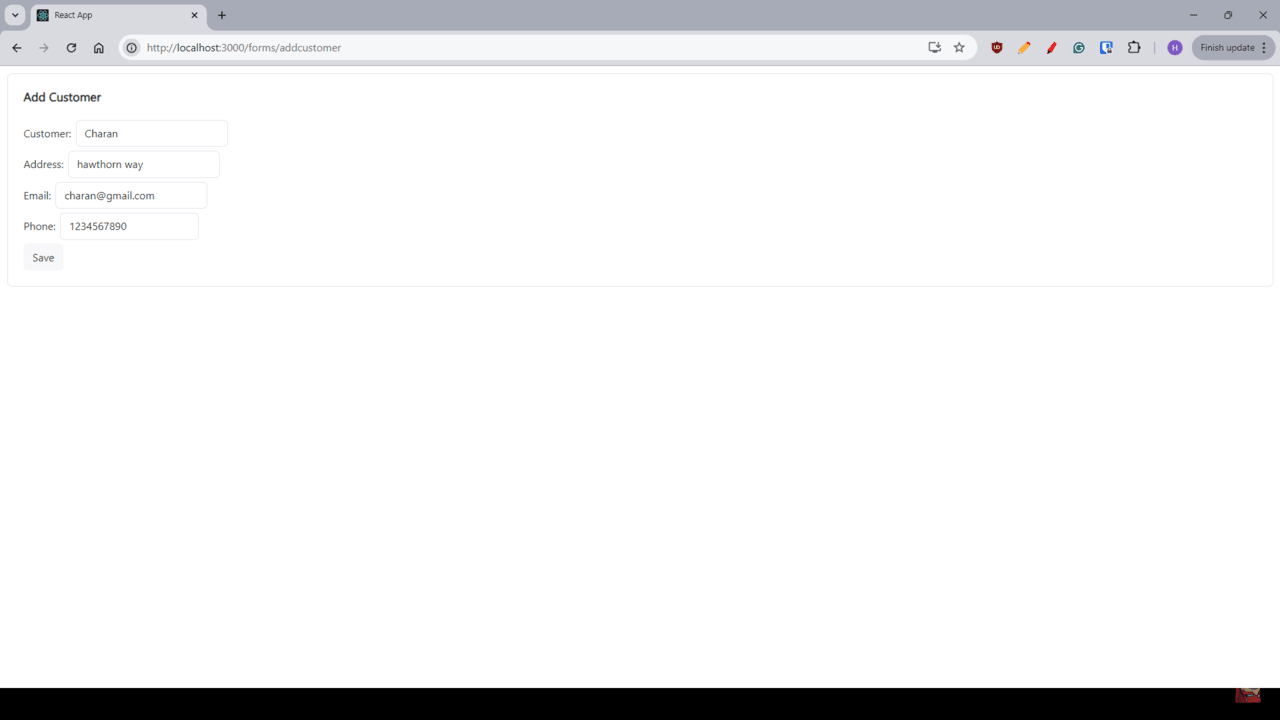 React App
http://localhost:3000/forms/addcustomer
H
Finish update
Add Customer
Customer: Charan
Address: hawthorn way
Email: charan@gmail.com
Phone: 1234567890
Save